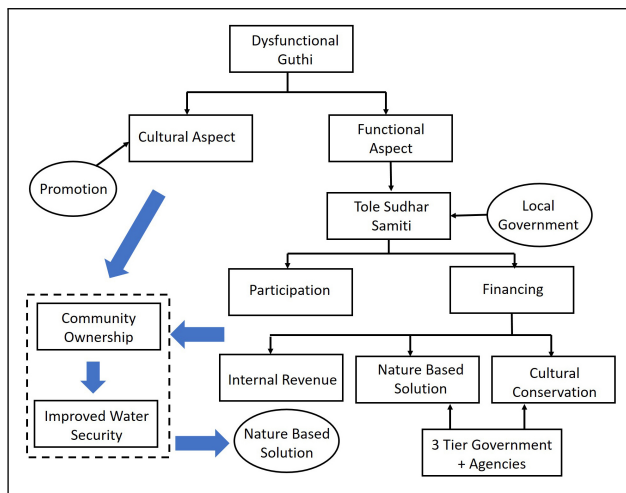 Dysfunctional
Guthi
Cultural Aspect
Functional
Aspect
Promotion
Tole Sudhar
Samiti
Local
Government
Participation
Financing
Community
Ownership
Internal Revenue
Nature Based
Solution
Cultural
Conservation
Improved Water
Security
Nature Based
Solution
3 Tier Government
+ Agencies